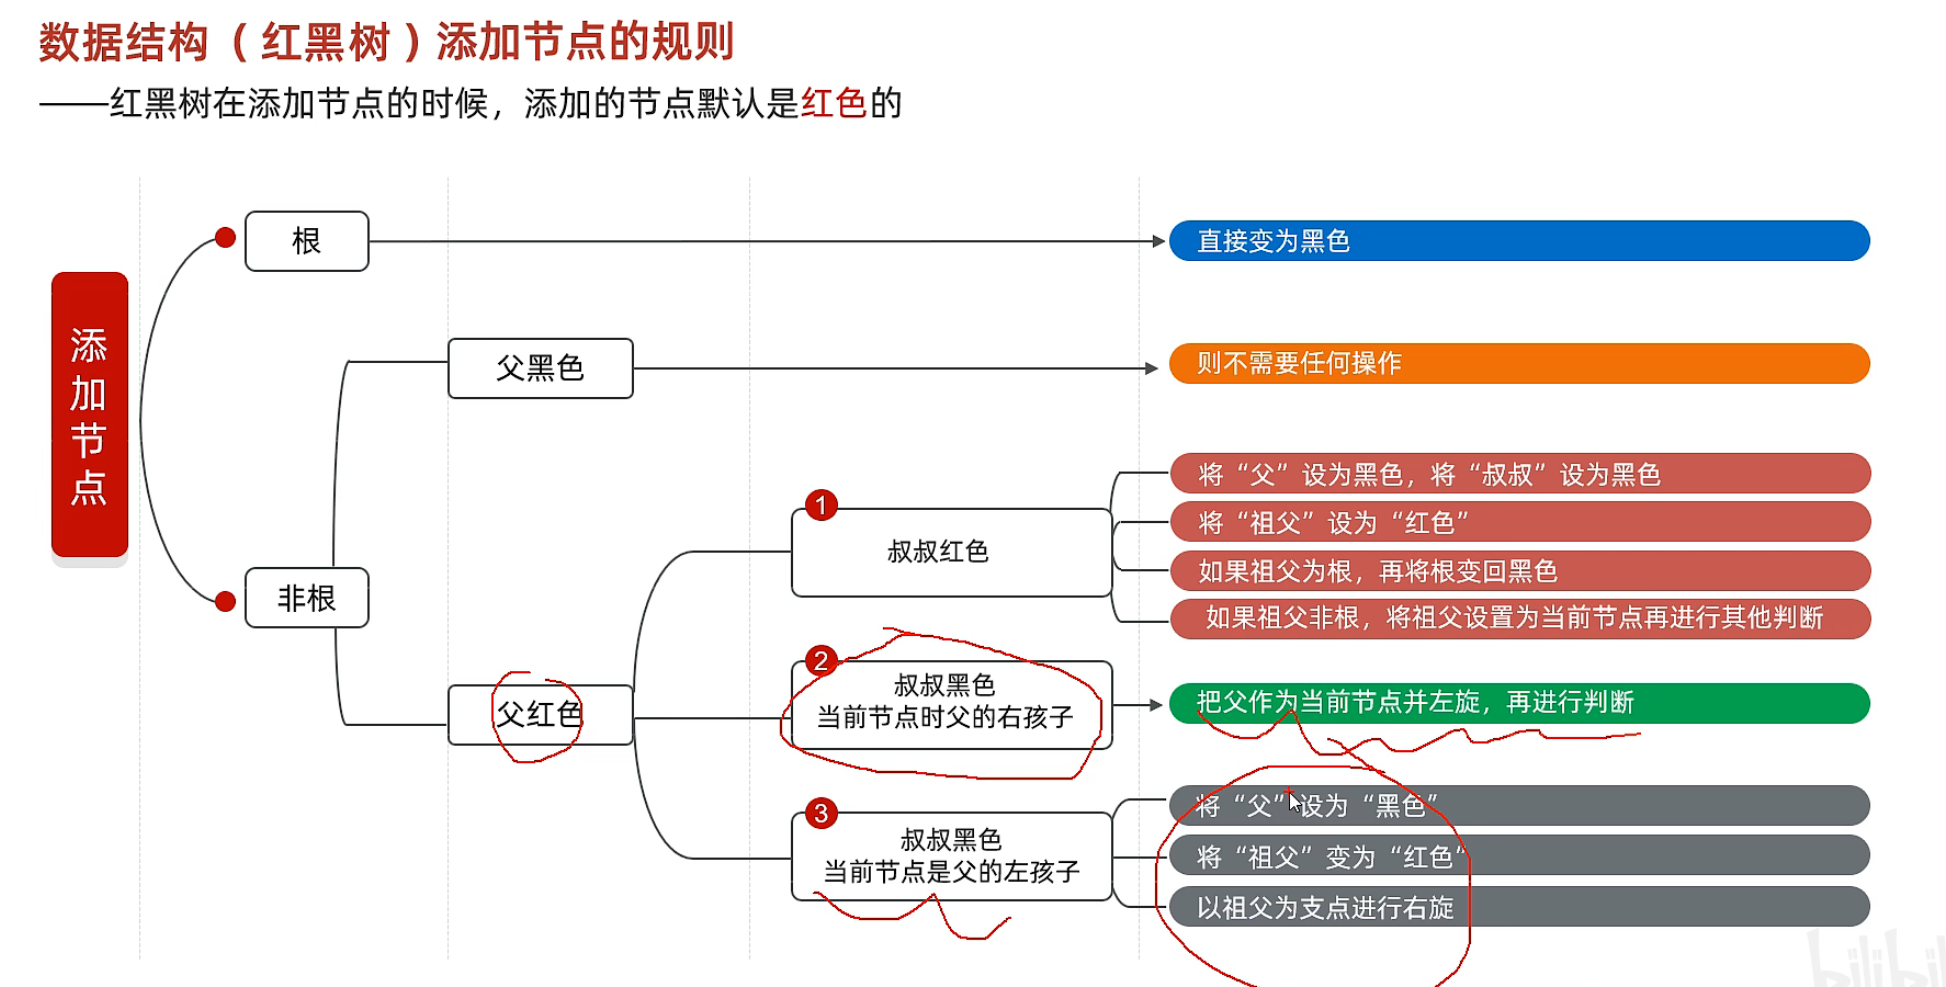 数据结构（红黑树）添加节点的规则
——红黑树在添加节点的时候，添加的节点默认是红色的
添加节点
根
直接变为黑色
非根
父黑色
则不需要任何操作
父红色
1
叔叔红色
将“父”设为黑色，将“叔叔”设为黑色
将“祖父”设为“红色”
如果祖父为根，再将根变回黑色
如果祖父非根，将祖父设置为当前节点再进行其他判断
2
叔叔黑色
当前节点时父的右孩子
把父作为当前节点并左旋，再进行判断
3
叔叔黑色
当前节点是父的左孩子
将“父”设为“黑色”
将“祖父”变为“红色”
以祖父为支点进行右旋
bilibili